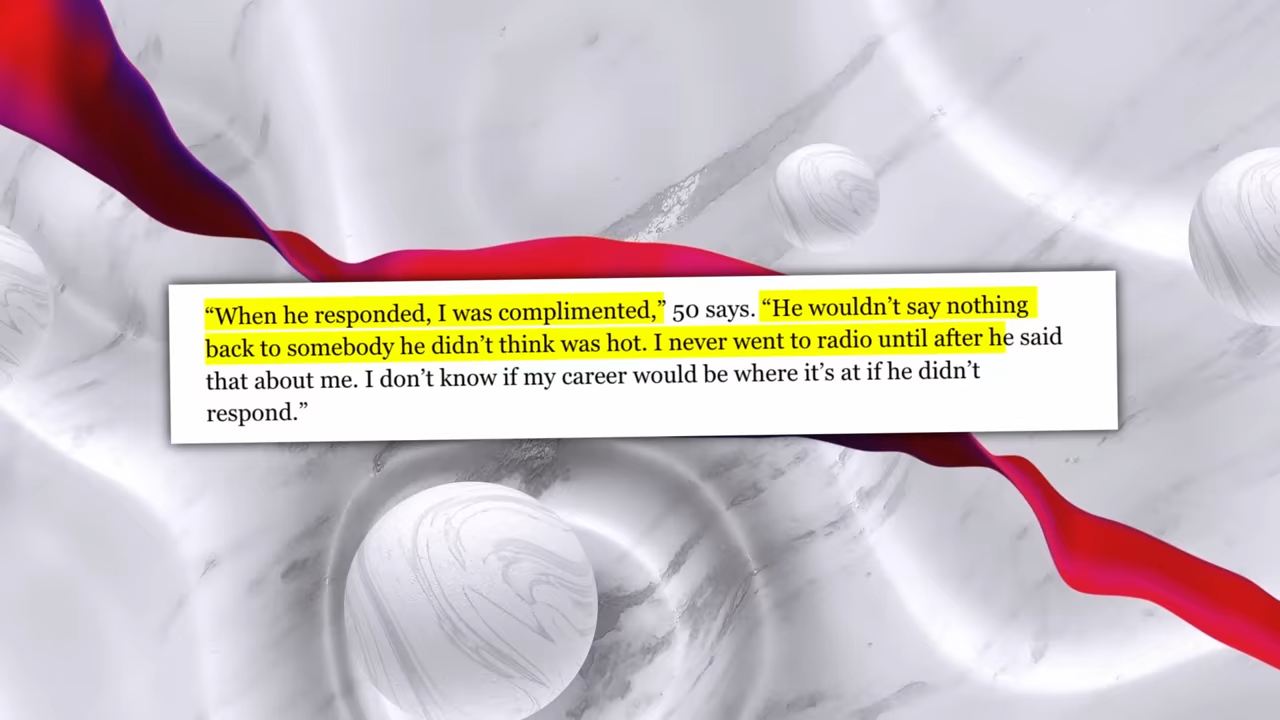 “When he responded, I was complimented,” 50 says. “He wouldn’t say nothing
back to somebody he didn’t think was hot. I never went to radio until after he said
that about me. I don’t know if my career would be where it’s at if he didn’t
respond.”